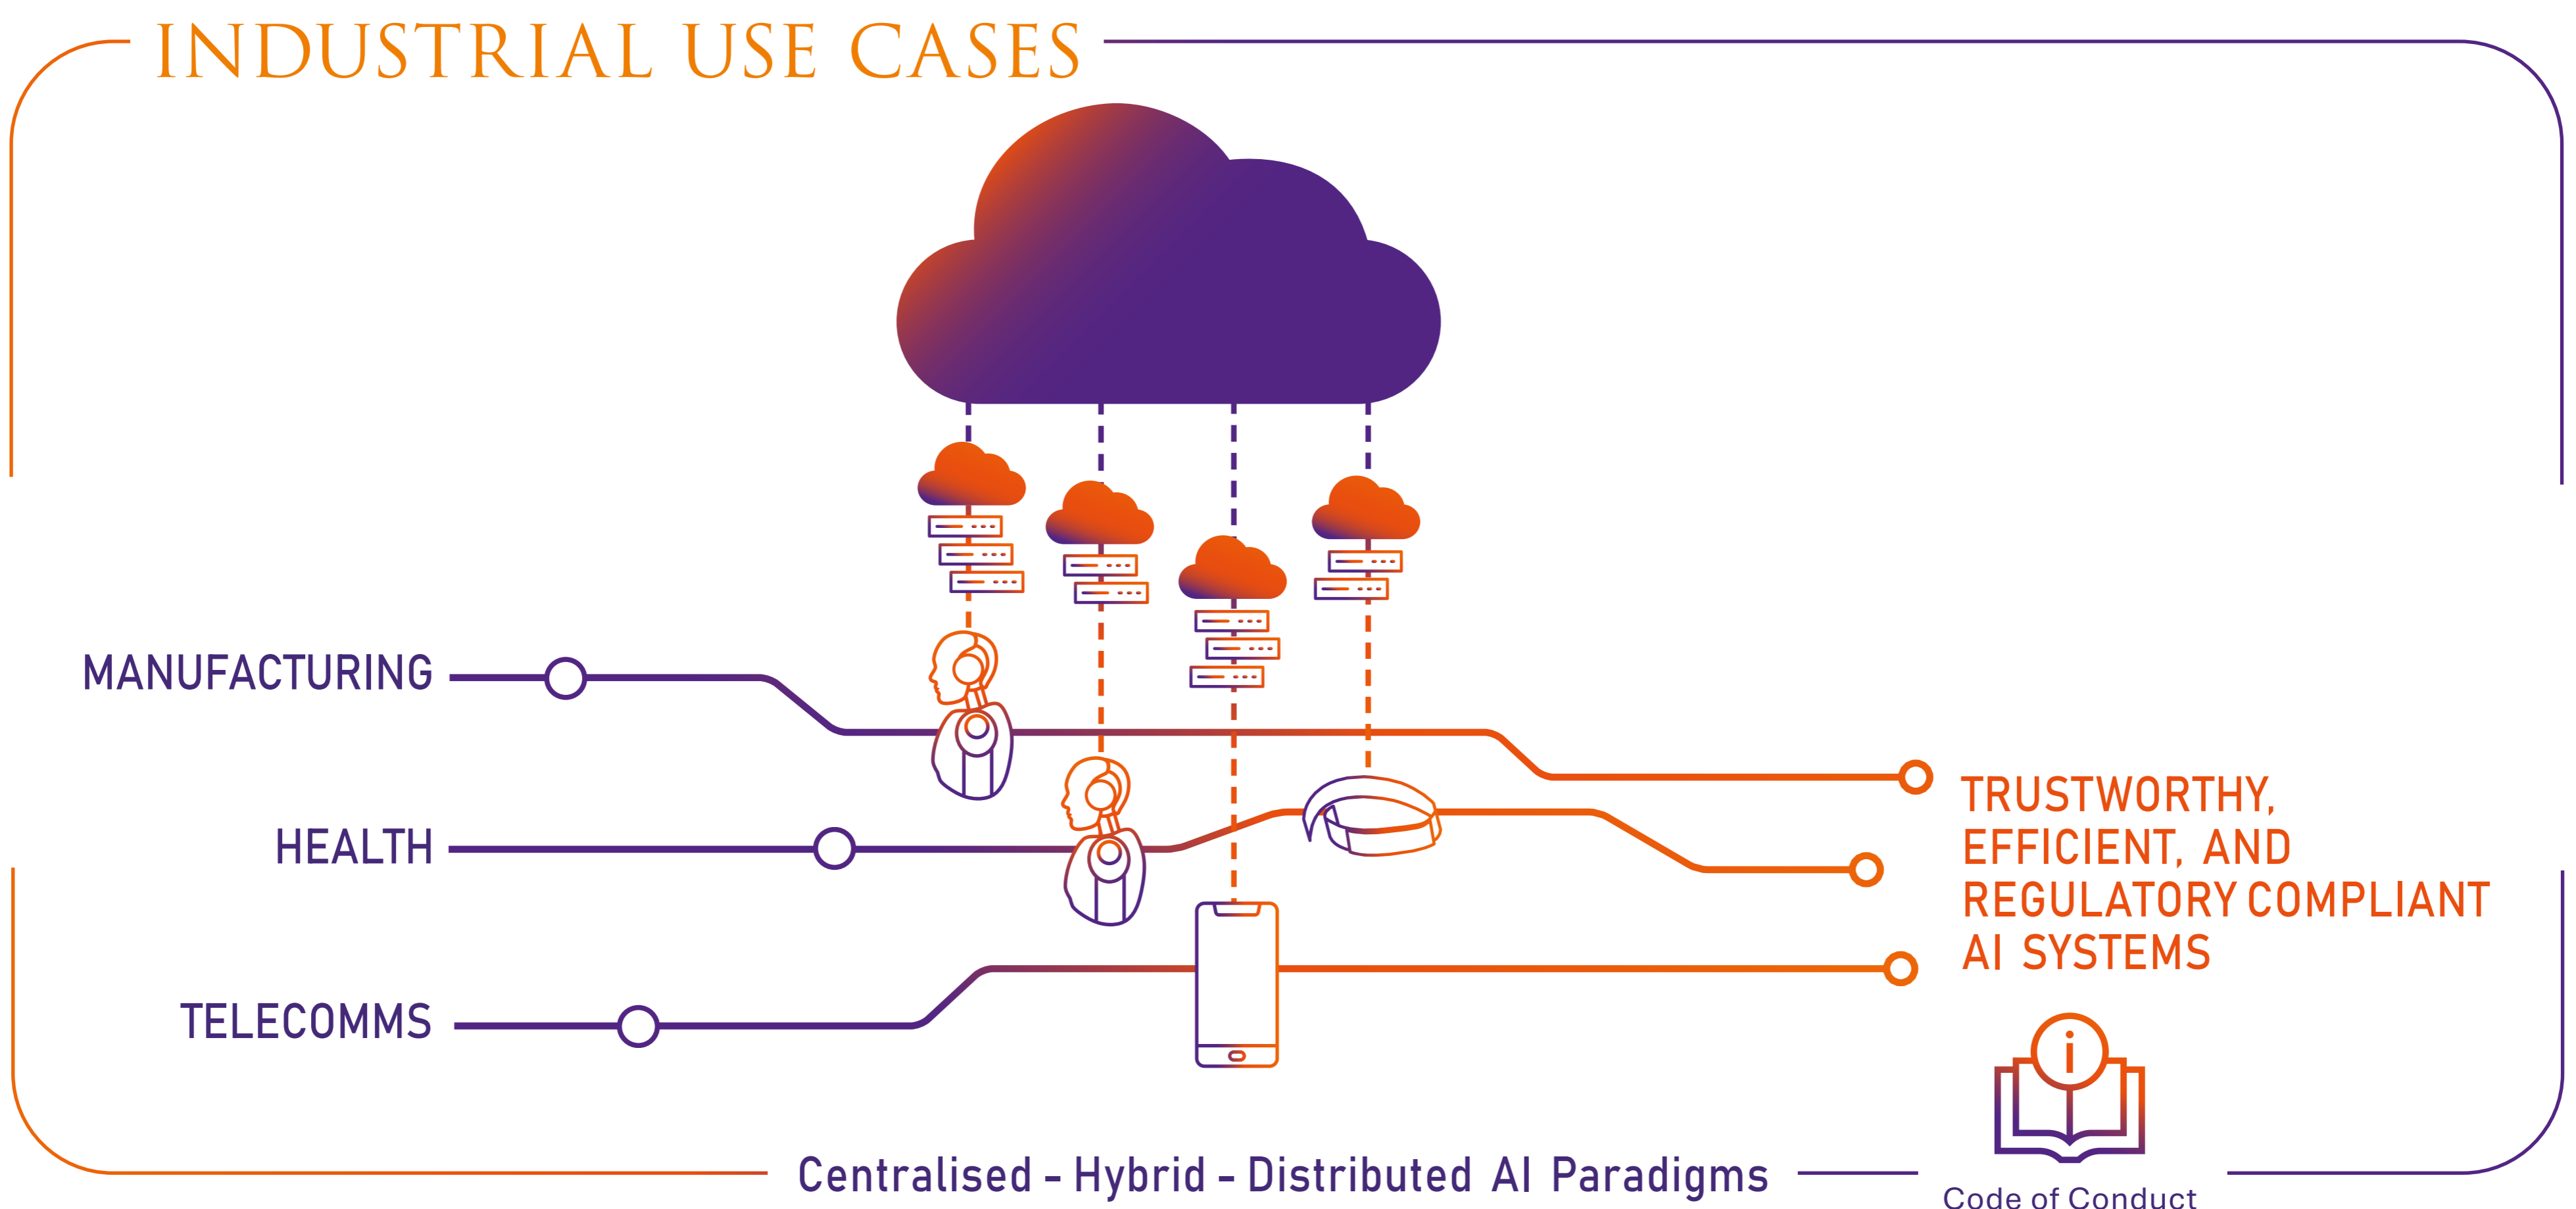 INDUSTRIAL USE CASES
MANUFACTURING
HEALTH
TELECOMMS
TRUSTWORTHY,
EFFICIENT, AND
REGULATORY COMPLIANT
AI SYSTEMS
i
Centralised - Hybrid - Distributed AI Paradigms
Code of Conduct